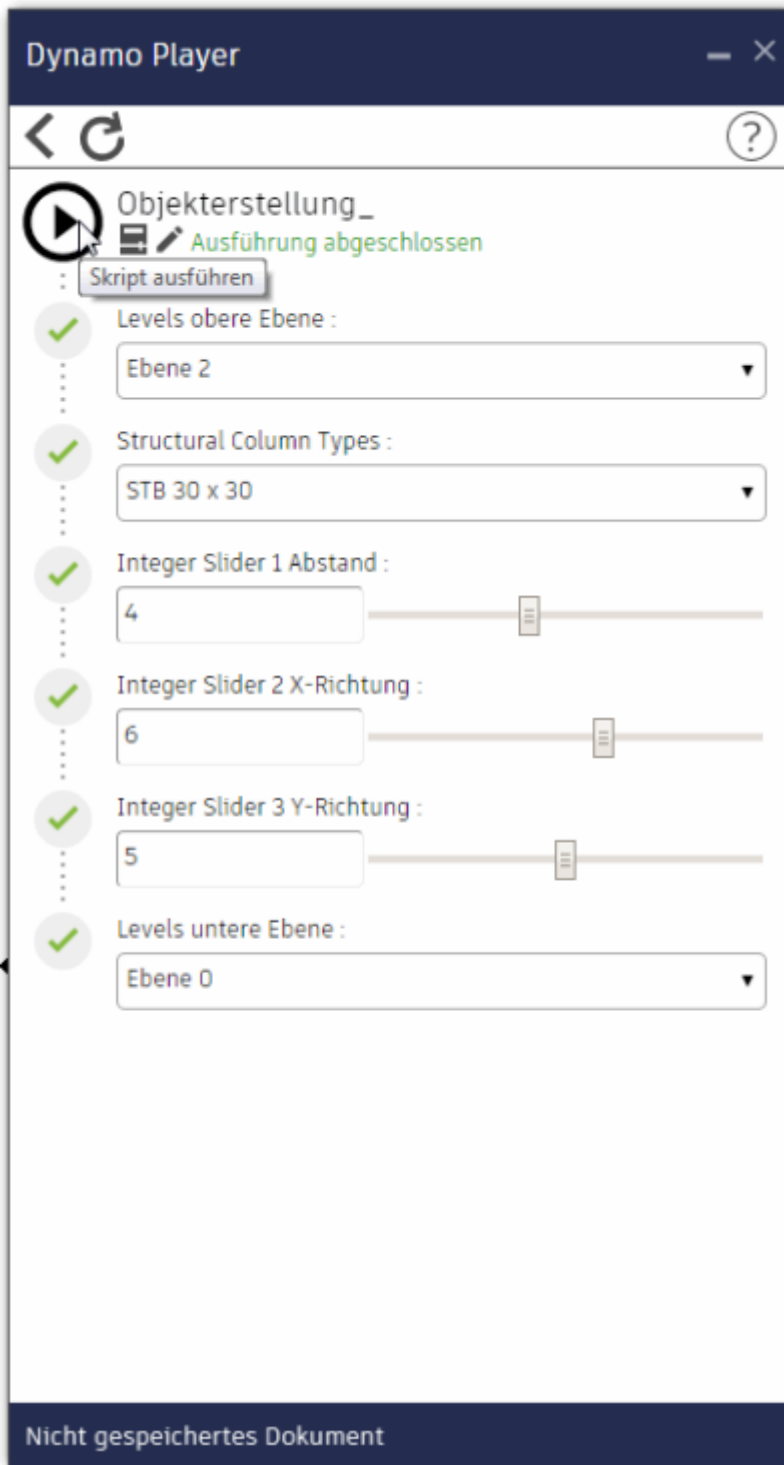 Dynamo Player
?
Objekterstellung_
Ausführung abgeschlossen
Skript ausführen
Levels obere Ebene :
Ebene 2
Structural Column Types :
STB 30 x 30
Integer Slider 1 Abstand :
4
Integer Slider 2 X-Richtung :
6
Integer Slider 3 Y-Richtung :
5
Levels untere Ebene :
Ebene 0
Nicht gespeichertes Dokument